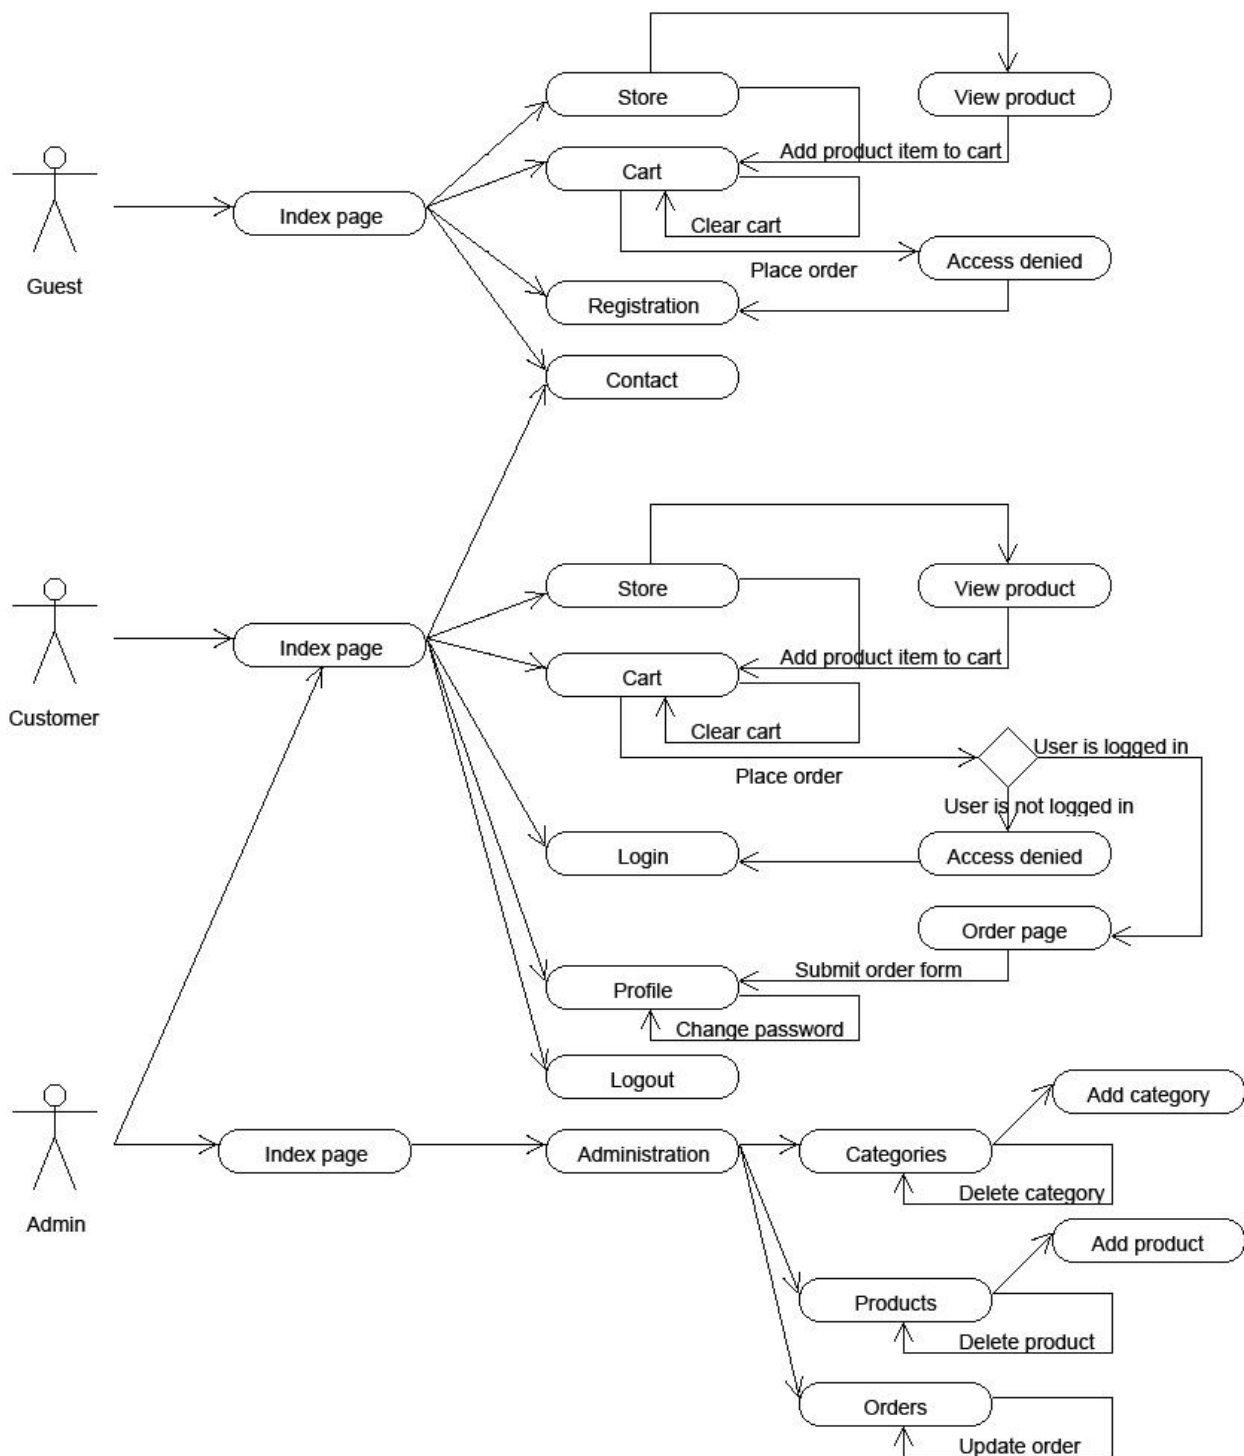 Store
View product
Add product item to cart
Cart
Index page
Clear cart
Access denied
Place order
Guest
Registration
Contact
Store
View product
Index page
Add product item to cart
Cart
Customer
Clear cart
User is logged in
Place order
User is not logged in
Login
Access denied
Order page
Submit order form
Profile
Change password
Logout
Add category
Index page
Administration
Categories
Delete category
Admin
Add product
Products
Delete product
Orders
Update order